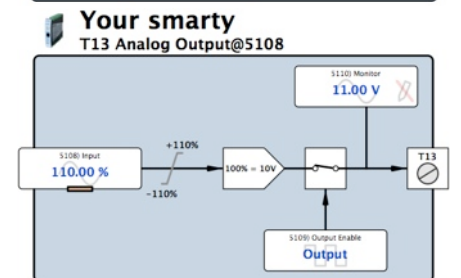 Your smarty
T13 Analog Output@5108
5110) Monitor
11.00 V
+110%
5108) Input
110.00 %
100% = 10V
T13
-110%
5109) Output Enable
Output